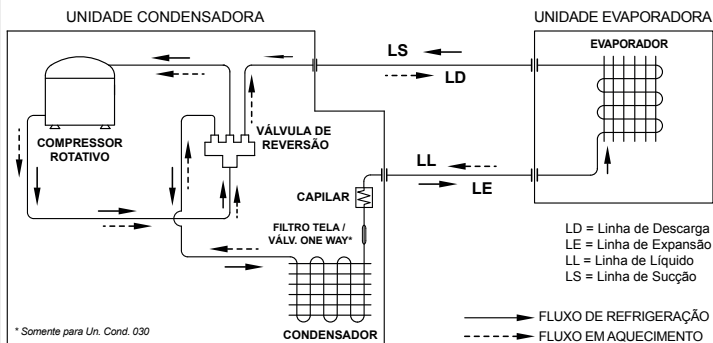 UNIDADE CONDENSADORA
UNIDADE EVAPORADORA
COMPRESSOR
ROTATIVO
VÁLVULA DE
REVERSÃO
LS
LD
EVAPORADOR
LL
LE
CAPILAR
FILTRO TELA /
VÁLV. ONE WAY*
CONDENSADOR
* Somente para Un. Cond. 030
LD = Linha de Descarga
LE = Linha de Expansão
LL = Linha de Líquido
LS = Linha de Sucção
FLUXO DE REFRIGERAÇÃO
FLUXO EM AQUECIMENTO